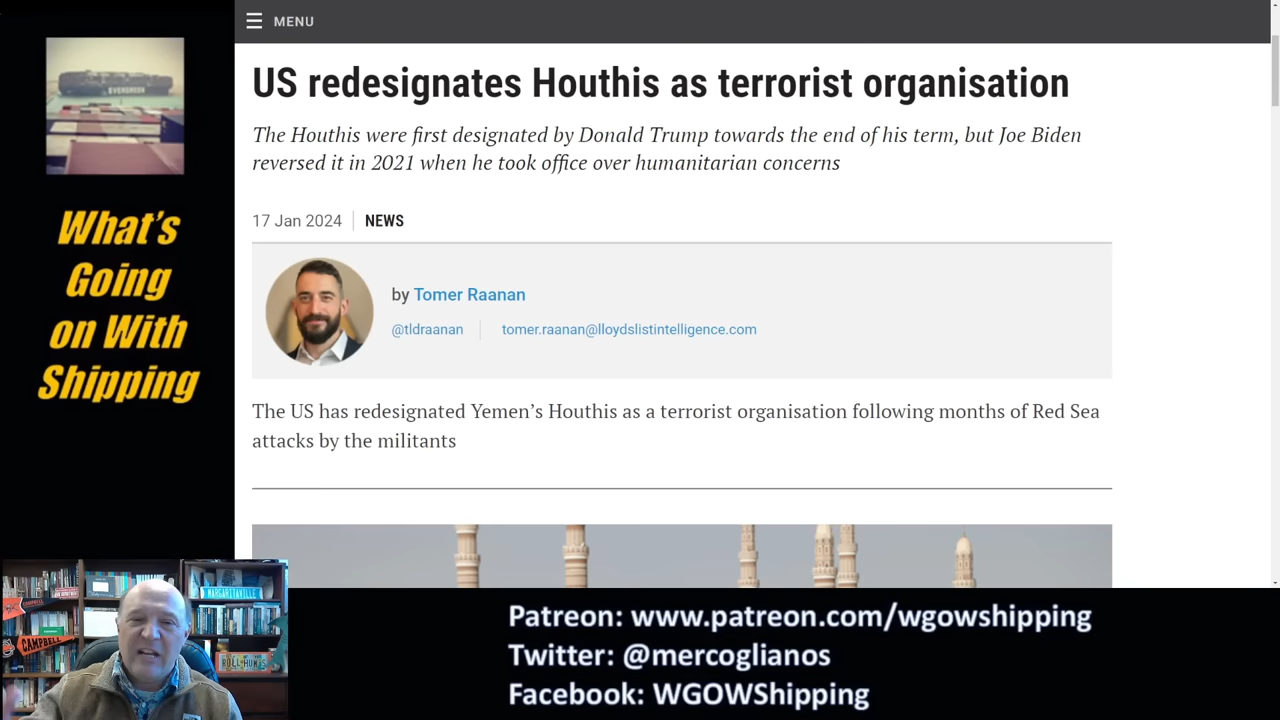 EVERGREEN
What's
Going
on With
Shipping
MENU
US redesignates Houthis as terrorist organisation
The Houthis were first designated by Donald Trump towards the end of his term, but Joe Biden
reversed it in 2021 when he took office over humanitarian concerns
17 Jan 2024 NEWS
by Tomer Raanan
@tldraanan tomer.raanan@lloydslistintelligence.com
The US has redesignated Yemen’s Houthis as a terrorist organisation following months of Red Sea
attacks by the militants
MARGARITAVILLE
CAMPBELL
Patreon: www.patreon.com/wgowshipping
Twitter: @mercoglianos
Facebook: WGOWShipping